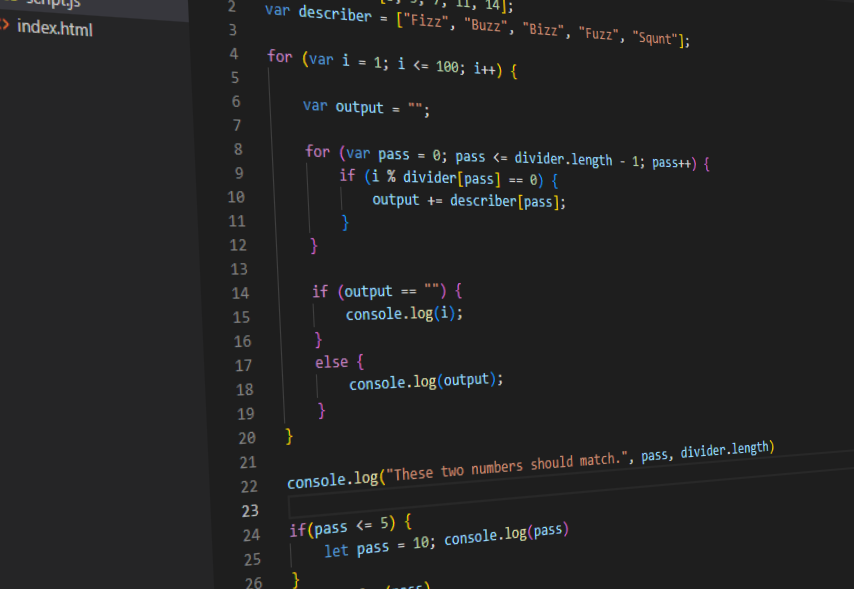 script.js
index.html
2 var describer = ["Fizz", "Buzz", "Bizz", "Fuzz", "Squnt"];
3
4 for (var i = 1; i <= 100; i++) {
5
6 var output = "";
7
8 for (var pass = 0; pass <= divider.length - 1; pass++) {
9 if (i % divider[pass] == 0) {
10 output += describer[pass];
11 }
12 }
13
14 if (output == "") {
15 console.log(i);
16 }
17 else {
18 console.log(output);
19 }
20 }
21
22 console.log("These two numbers should match.", pass, divider.length)
23
24 if(pass <= 5) {
25 let pass = 10; console.log(pass)
26 }